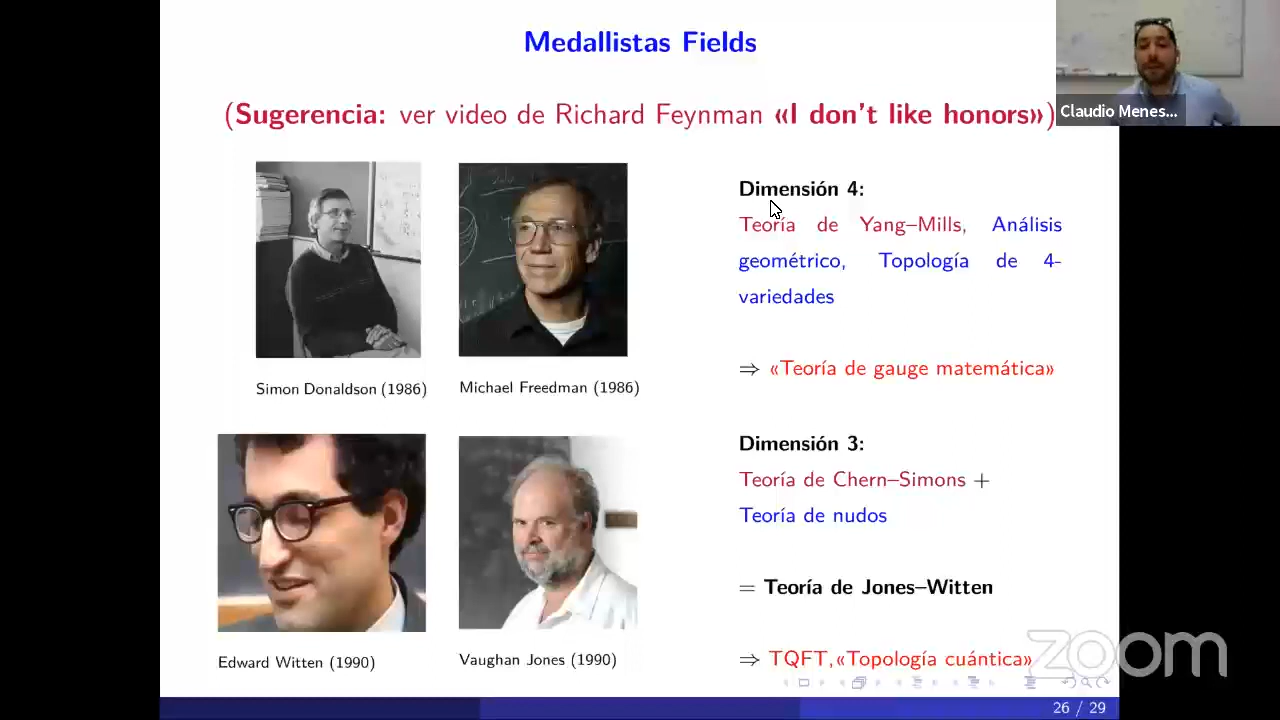 Medallistas Fields
(Sugerencia: ver video de Richard Feynman «I don't like honors»)
Claudio Menes...
Simon Donaldson (1986)
Michael Freedman (1986)
Dimensión 4:
Teoría de Yang–Mills, Análisis
geométrico, Topología de 4-
variedades
⇒ «Teoría de gauge matemática»
Edward Witten (1990)
Vaughan Jones (1990)
Dimensión 3:
Teoría de Chern–Simons +
Teoría de nudos
= Teoría de Jones–Witten
⇒ TQFT,«Topología cuántica»
zoom
26 / 29